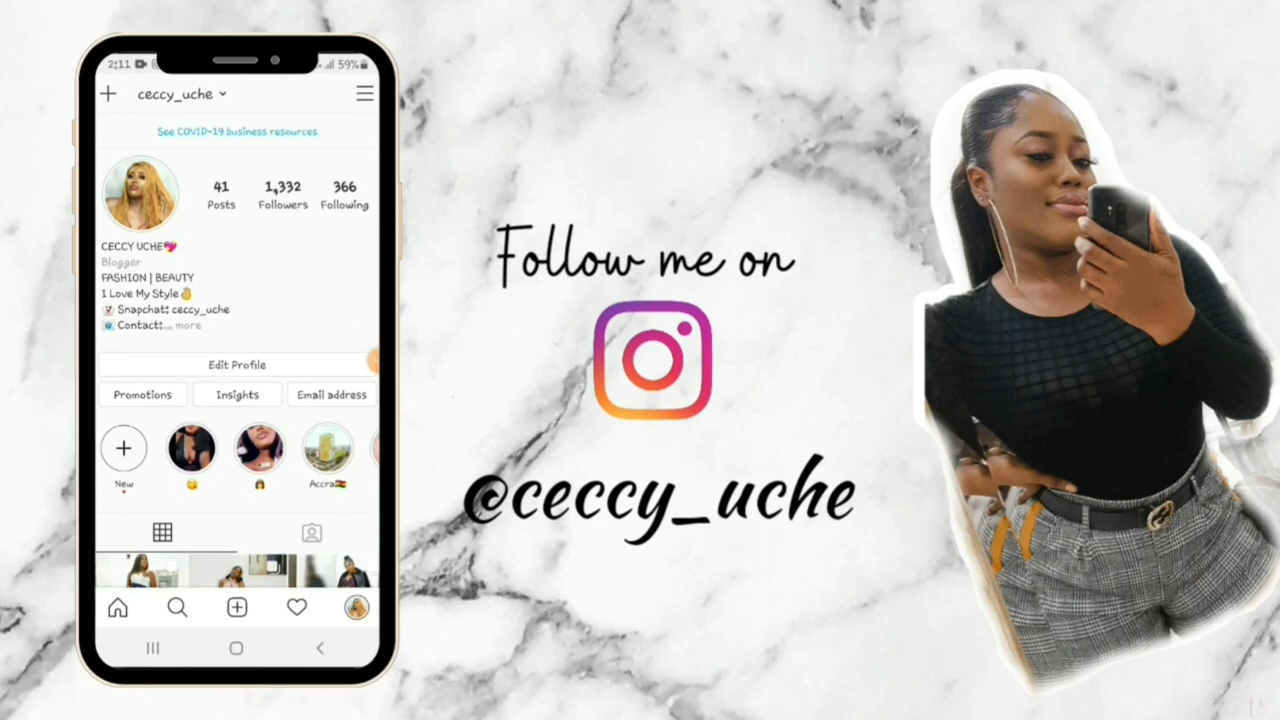 2:11 59%
ceccy_uche
See COVID-19 business resources
41 1,332 366
Posts Followers Following
CECCY UCHE💘
Blogger
FASHION | BEAUTY
I Love My Style
Snapchat: ceccy_uche
Contact:... more
Edit Profile
Promotions Insights Email address
New Accra🇬🇭
Follow me on
@ceccy_uche